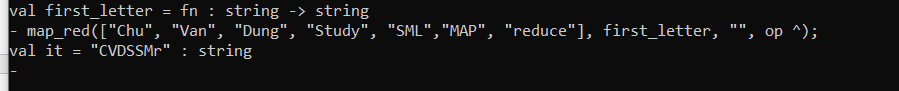 val first_letter = fn : string -> string
- map_red(["Chu", "Van", "Dung", "Study", "SML","MAP", "reduce"], first_letter, "", op ^);
val it = "CVDSSMr" : string
-